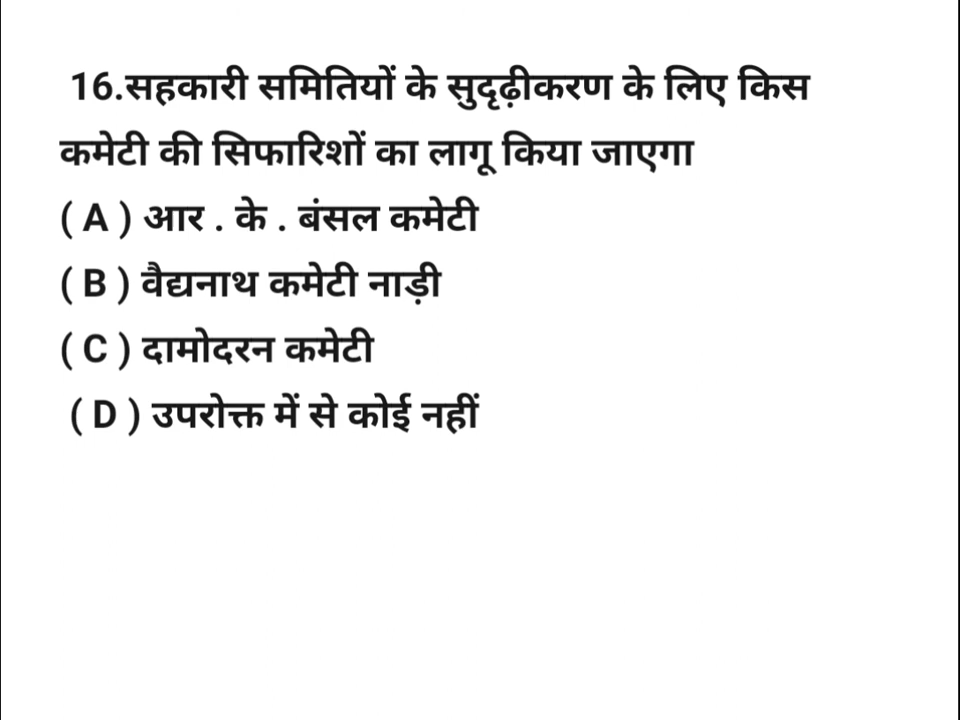 16.सहकारी समितियों के सुदृढ़ीकरण के लिए किस
कमेटी की सिफारिशों का लागू किया जाएगा
( A ) आर . के . बंसल कमेटी
( B ) वैद्यनाथ कमेटी नाड़ी
( C ) दामोदरन कमेटी
( D ) उपरोक्त में से कोई नहीं